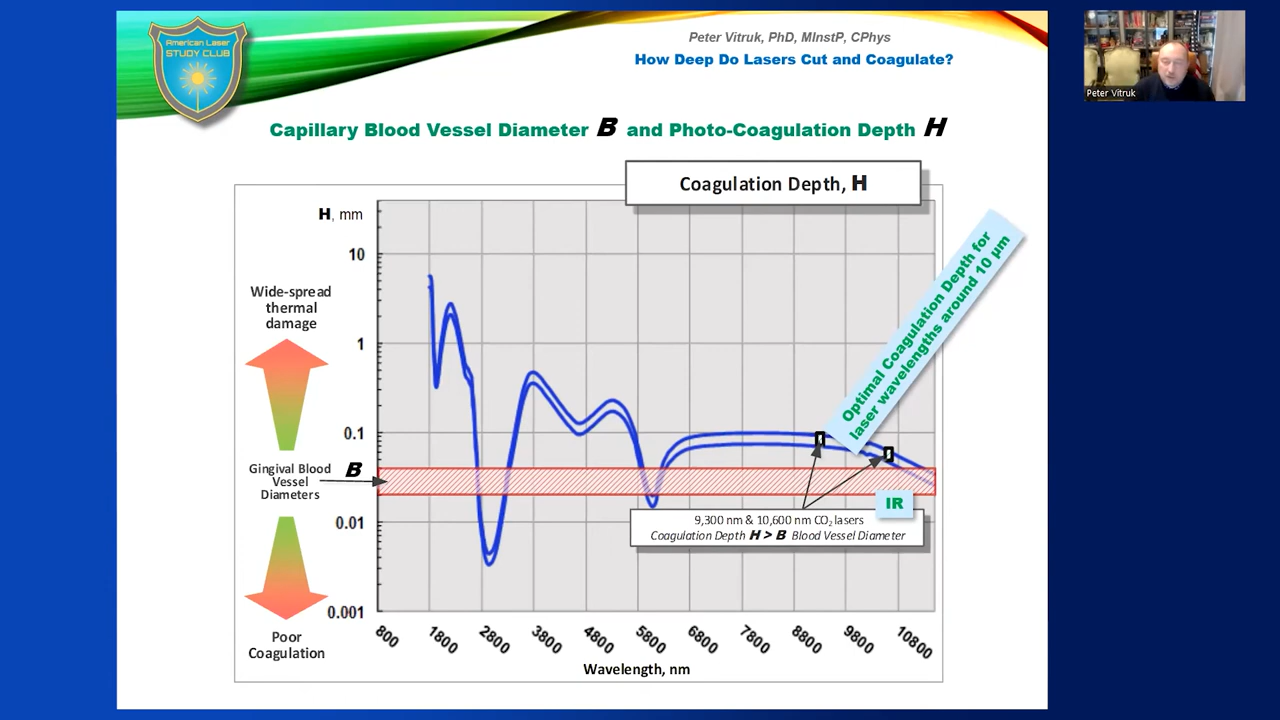 American Laser
STUDY CLUB
Peter Vitruk, PhD, MInstP, CPhys
How Deep Do Lasers Cut and Coagulate?
Peter Vitruk
Capillary Blood Vessel Diameter B and Photo-Coagulation Depth H
Coagulation Depth, H
H, mm
10
1
0.1
0.01
0.001
Wide-spread
thermal
damage
Gingival Blood
Vessel
Diameters
B
Poor
Coagulation
Optimal Coagulation Depth for
laser wavelengths around 10 µm
IR
9,300 nm & 10,600 nm CO₂ lasers
Coagulation Depth H > B Blood Vessel Diameter
800 1800 2800 3800 4800 5800 6800 7800 8800 9800 10800
Wavelength, nm